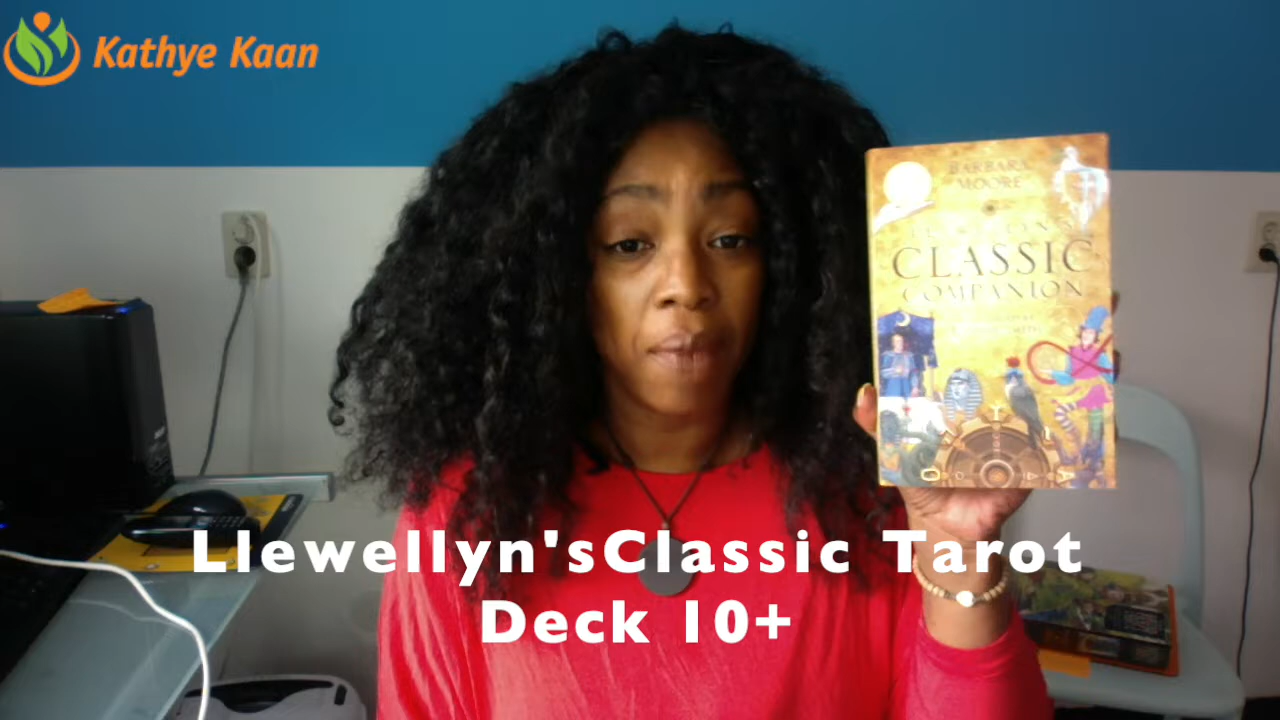 Kathye Kaan
BARBARA
MOORE
CLASSIC
COMPANION
Llewellyn'sClassic Tarot
Deck 10+